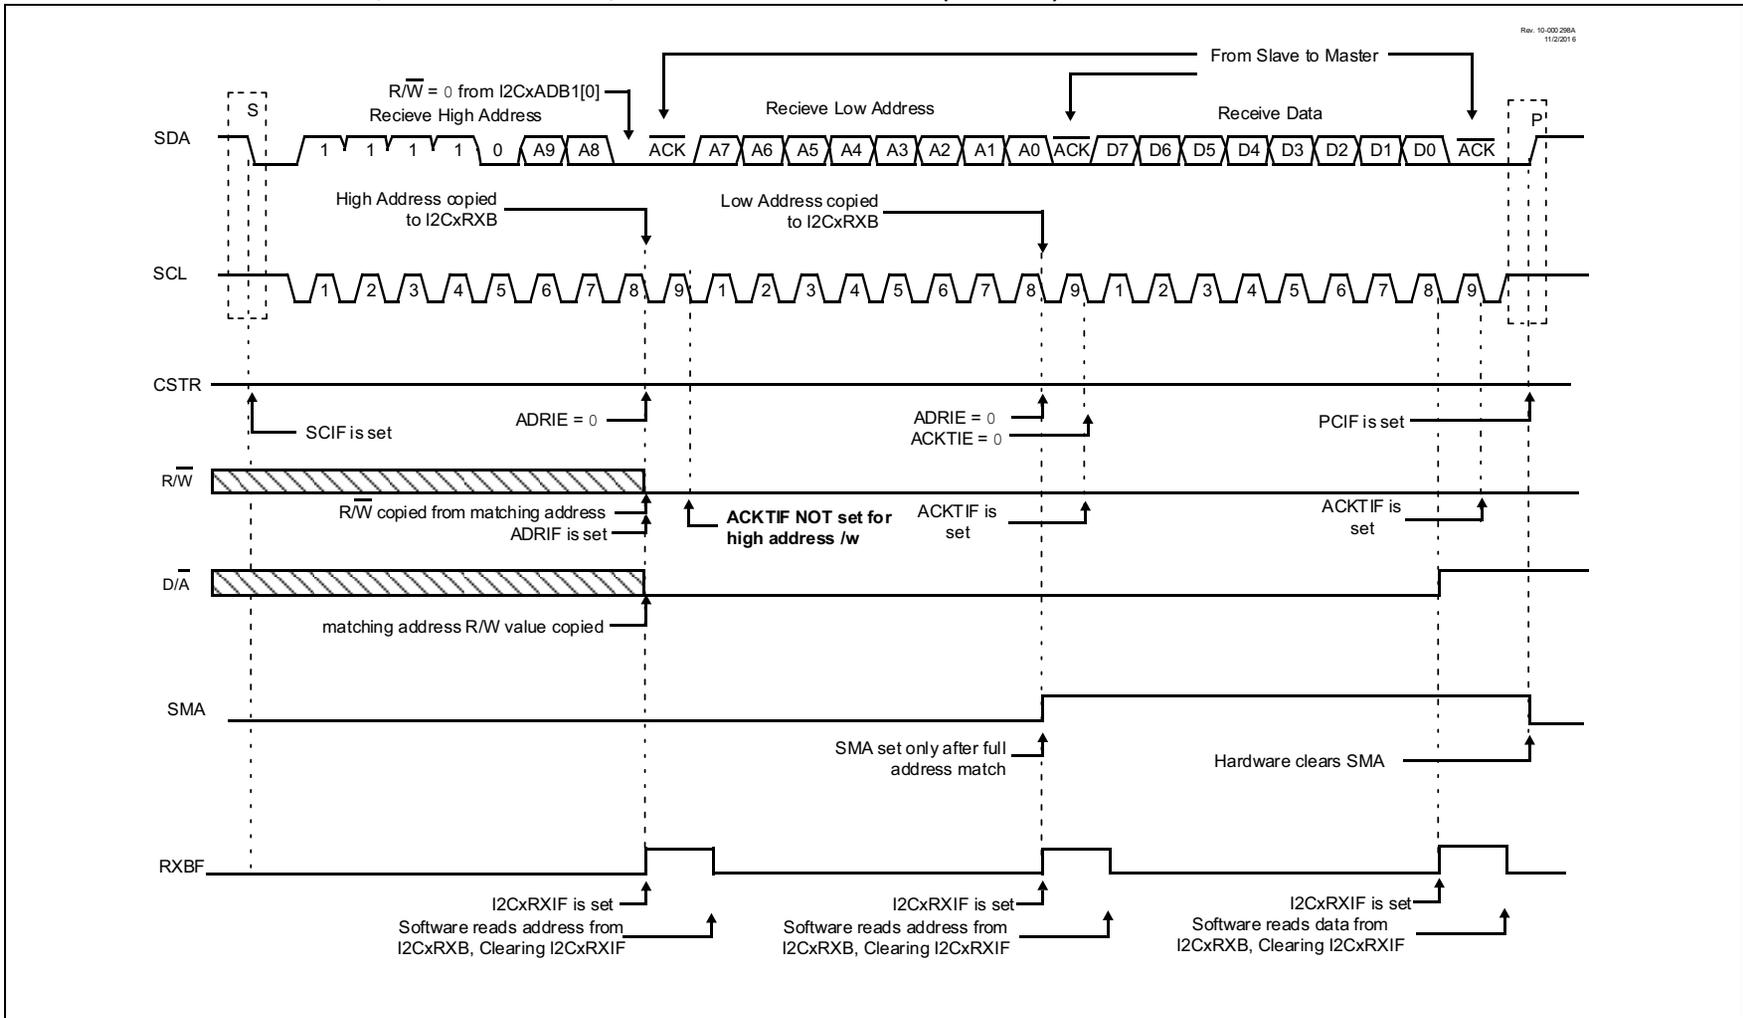 Rev. 10-000298A
11/2/2016
From Slave to Master
R/W = 0 from I2CxADB1[0]
Recieve High Address
Recieve Low Address
Receive Data
S
P
SDA
1 1 1 1 0 A9 A8 ACK A7 A6 A5 A4 A3 A2 A1 A0 ACK D7 D6 D5 D4 D3 D2 D1 D0 ACK
High Address copied
to I2CxRXB
Low Address copied
to I2CxRXB
SCL
1 2 3 4 5 6 7 8 9 1 2 3 4 5 6 7 8 9 1 2 3 4 5 6 7 8 9
CSTR
SCIF is set
ADRIE = 0
ADRIE = 0
ACKTIE = 0
PCIF is set
R/W
R/W copied from matching address
ADRIF is set
ACKTIF NOT set for
high address /w
ACKTIF is
set
ACKTIF is
set
D/A
matching address R/W value copied
SMA
SMA set only after full
address match
Hardware clears SMA
RXBF
I2CxRXIF is set
Software reads address from
I2CxRXB, Clearing I2CxRXIF
I2CxRXIF is set
Software reads address from
I2CxRXB, Clearing I2CxRXIF
I2CxRXIF is set
Software reads data from
I2CxRXB, Clearing I2CxRXIF